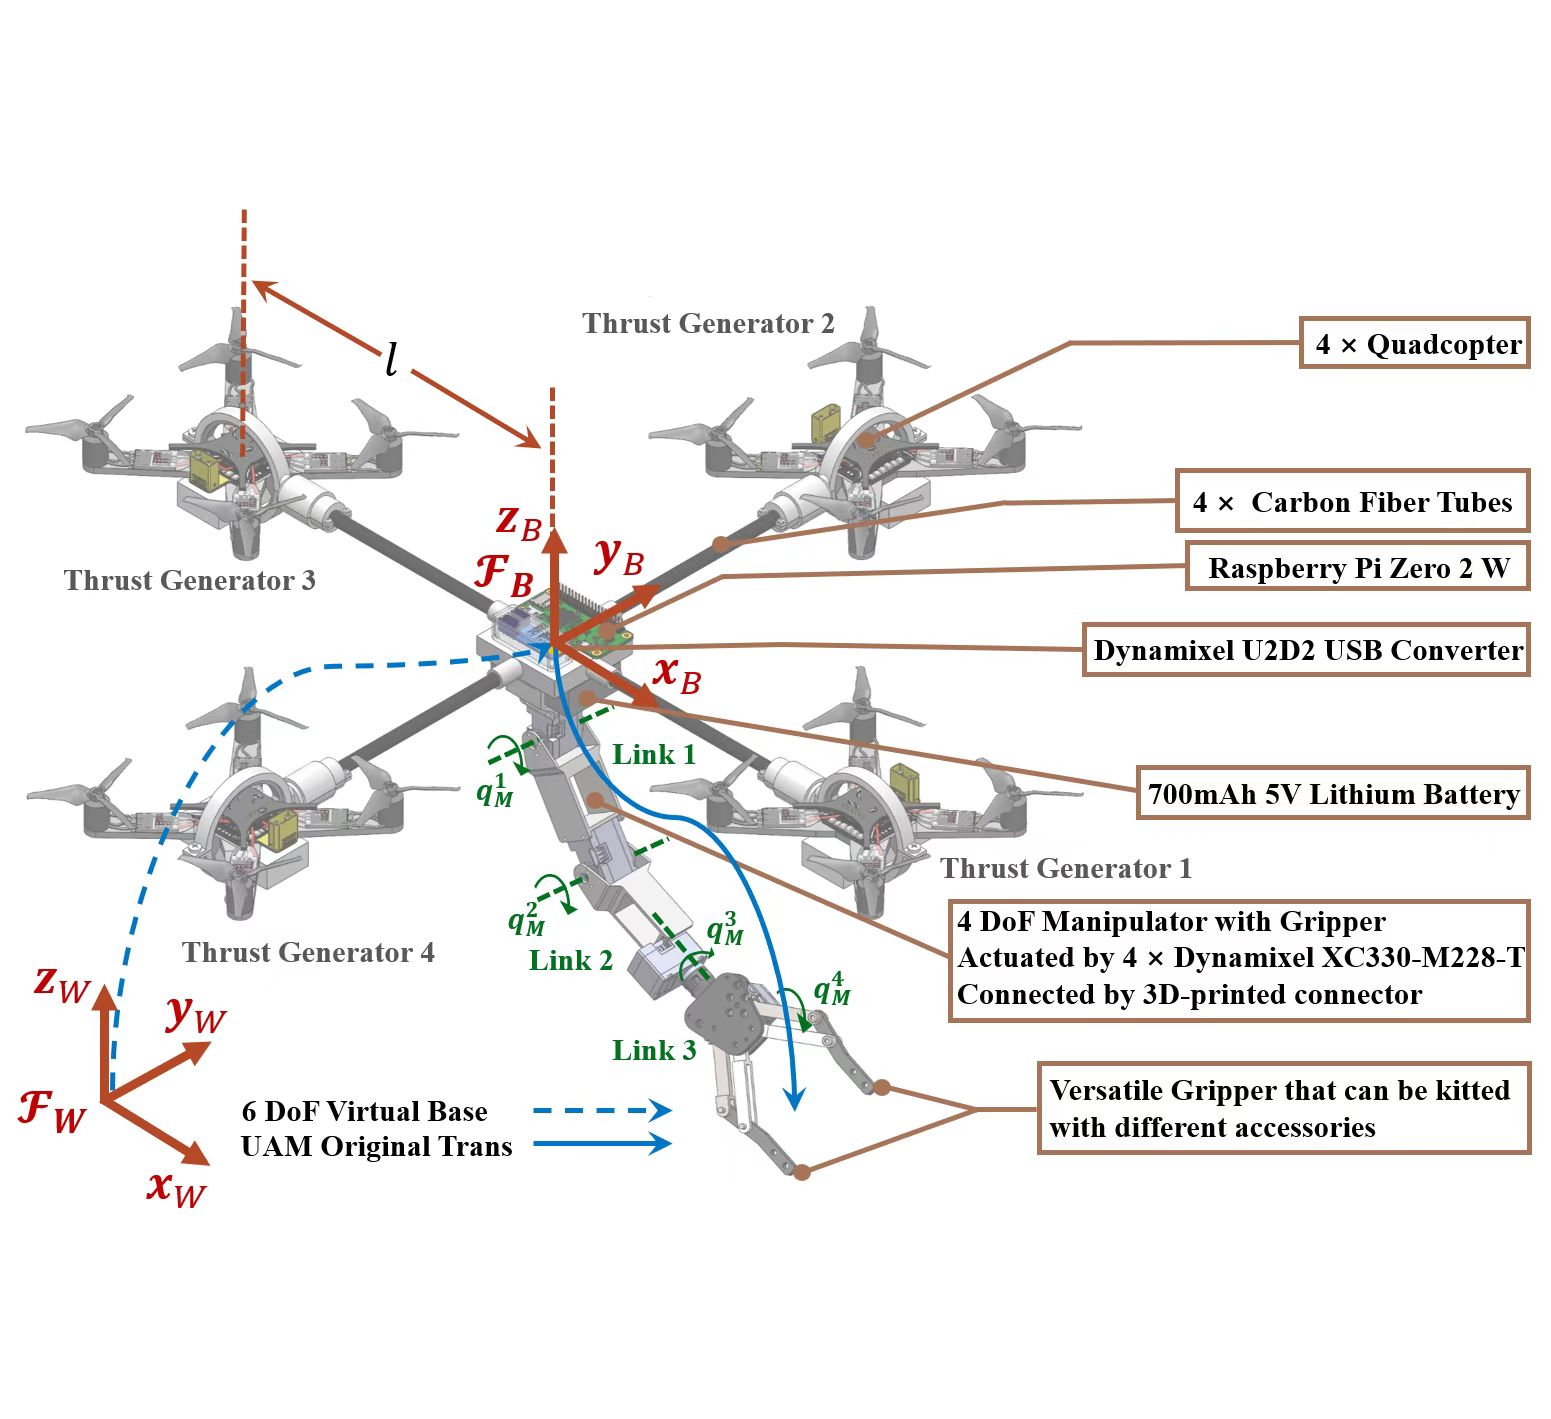 Thrust Generator 2
4 × Quadcopter
l
4 × Carbon Fiber Tubes
z_B
y_B
ℱ_B
Raspberry Pi Zero 2 W
Thrust Generator 3
Dynamixel U2D2 USB Converter
x_B
Link 1
q_M^1
700mAh 5V Lithium Battery
Thrust Generator 1
q_M^2
q_M^3
4 DoF Manipulator with Gripper
Actuated by 4 × Dynamixel XC330-M228-T
Connected by 3D-printed connector
Thrust Generator 4
Link 2
q_M^4
z_W
y_W
Link 3
ℱ_W
x_W
6 DoF Virtual Base
UAM Original Trans
Versatile Gripper that can be kitted
with different accessories